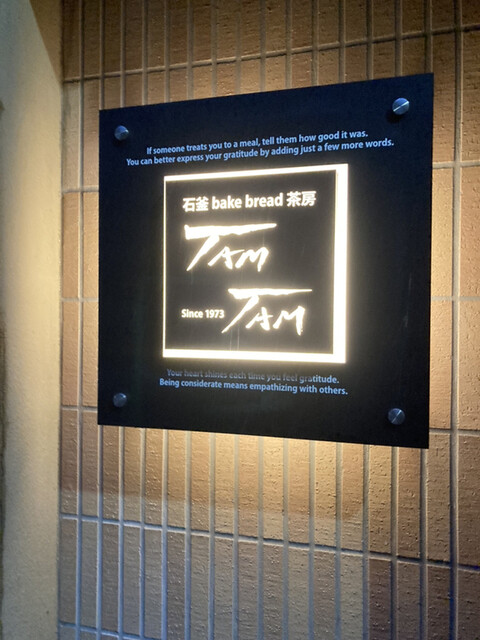 If someone treats you to a meal, tell them how good it was.
You can better express your gratitude by adding just a few more words.
石釜 bake bread 茶房
TAM
Since 1973 TAM
Your heart shines each time you feel gratitude.
Being considerate means empathizing with others.